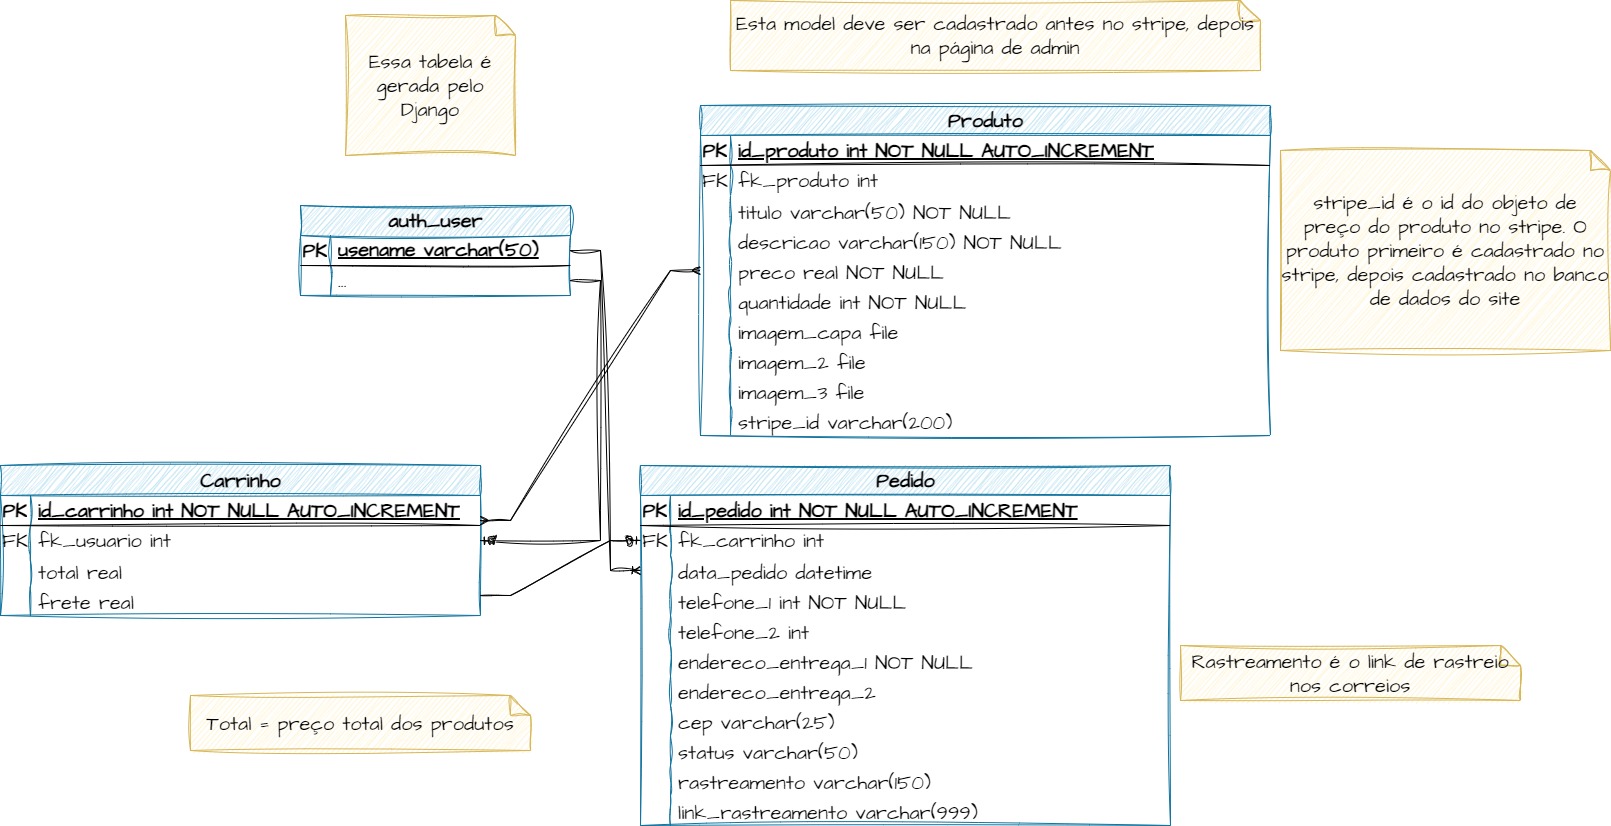 Essa tabela é
gerada pelo
Django
Esta model deve ser cadastrado antes no stripe, depois
na página de admin
Produto
PK id_produto int NOT NULL AUTO_INCREMENT
FK fk_produto int
titulo varchar(50) NOT NULL
descricao varchar(150) NOT NULL
preco real NOT NULL
quantidade int NOT NULL
imagem_capa file
imagem_2 file
imagem_3 file
stripe_id varchar(200)
stripe_id é o id do objeto de
preço do produto no stripe. O
produto primeiro é cadastrado no
stripe, depois cadastrado no banco
de dados do site
auth_user
PK usename varchar(50)
...
Carrinho
PK id_carrinho int NOT NULL AUTO_INCREMENT
FK fk_usuario int
total real
frete real
Pedido
PK id_pedido int NOT NULL AUTO_INCREMENT
FK fk_carrinho int
data_pedido datetime
telefone_1 int NOT NULL
telefone_2 int
endereco_entrega_1 NOT NULL
endereco_entrega_2
cep varchar(25)
status varchar(50)
rastreamento varchar(150)
link_rastreamento varchar(999)
Rastreamento é o link de rastreio
nos correios
Total = preço total dos produtos